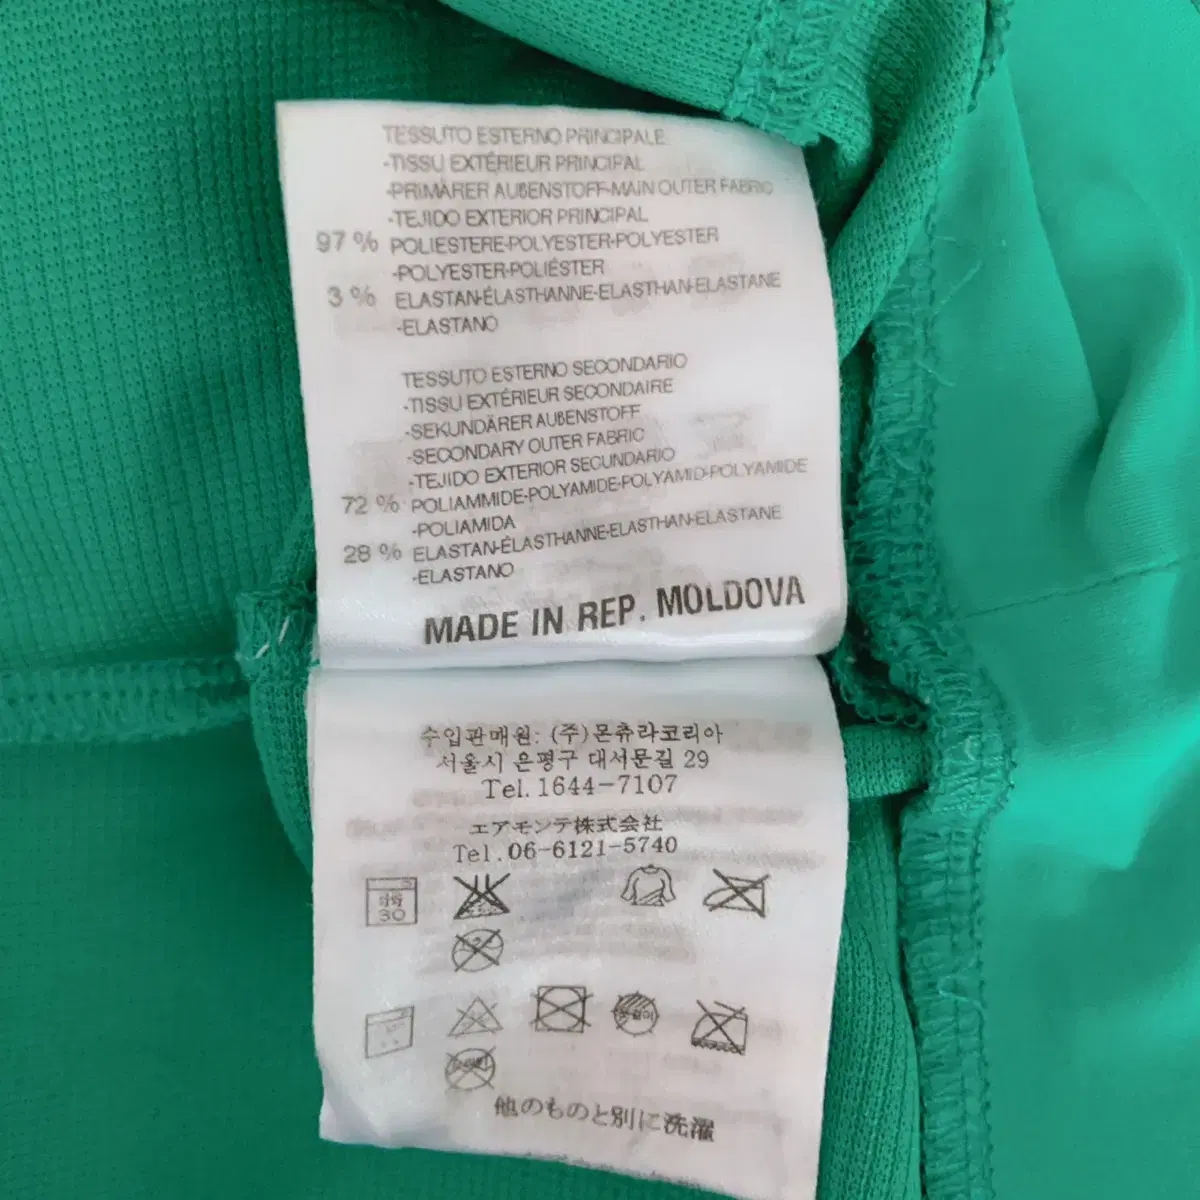 TESSUTO ESTERNO PRINCIPALE
-TISSU EXTÉRIEUR PRINCIPAL
-PRIMÄRER AUßENSTOFF-MAIN OUTER FABRIC
-TEJIDO EXTERIOR PRINCIPAL
97 % POLIESTERE-POLYESTER-POLYESTER
-POLYESTER-POLIÉSTER
3 % ELASTAN-ÉLASTHANNE-ELASTHAN-ELASTANE
-ELASTANO
TESSUTO ESTERNO SECONDARIO
-TISSU EXTÉRIEUR SECONDAIRE
-SEKUNDÄRER AUßENSTOFF
-SECONDARY OUTER FABRIC
-TEJIDO EXTERIOR SECUNDARIO
72 % POLIAMMIDE-POLYAMIDE-POLYAMID-POLYAMIDE
-POLIAMIDA
28 % ELASTAN-ÉLASTHANNE-ELASTHAN-ELASTANE
-ELASTANO
MADE IN REP. MOLDOVA
수입판매원: (주)몬츄라코리아
서울시 은평구 대서문길 29
Tel. 1644-7107
エアモンテ株式会社
Tel. 06-6121-5740
30
他のものと別に洗濯